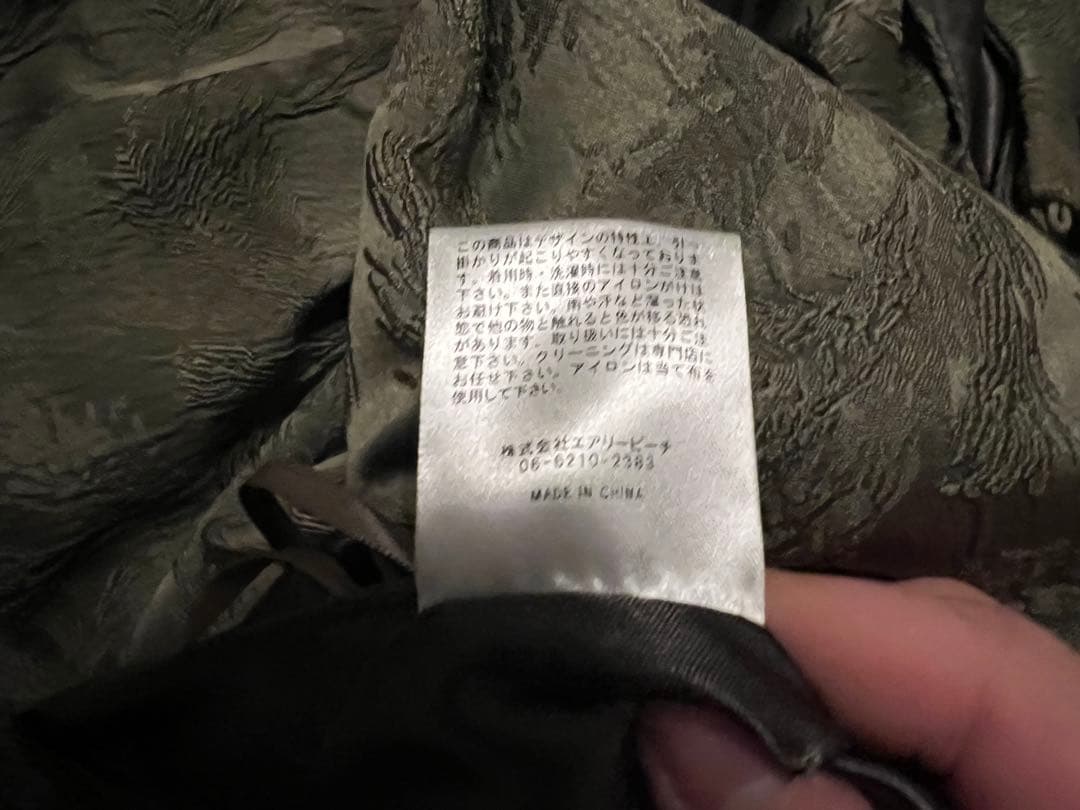 この商品はデザインの特性上、引っ
掛かりが起こりやすくなっておりま
す。着用時・洗濯時には十分ご注意
下さい。また直接のアイロンがけは
お避け下さい。雨や汗など湿った状
態で他の物と触れると色が移る恐れ
があります。取り扱いには十分ご注
意下さい。クリーニングは専門店に
お任せ下さい。アイロンは当て布を
使用して下さい。
株式会社エアリービーチ
06-6210-2383
MADE IN CHINA